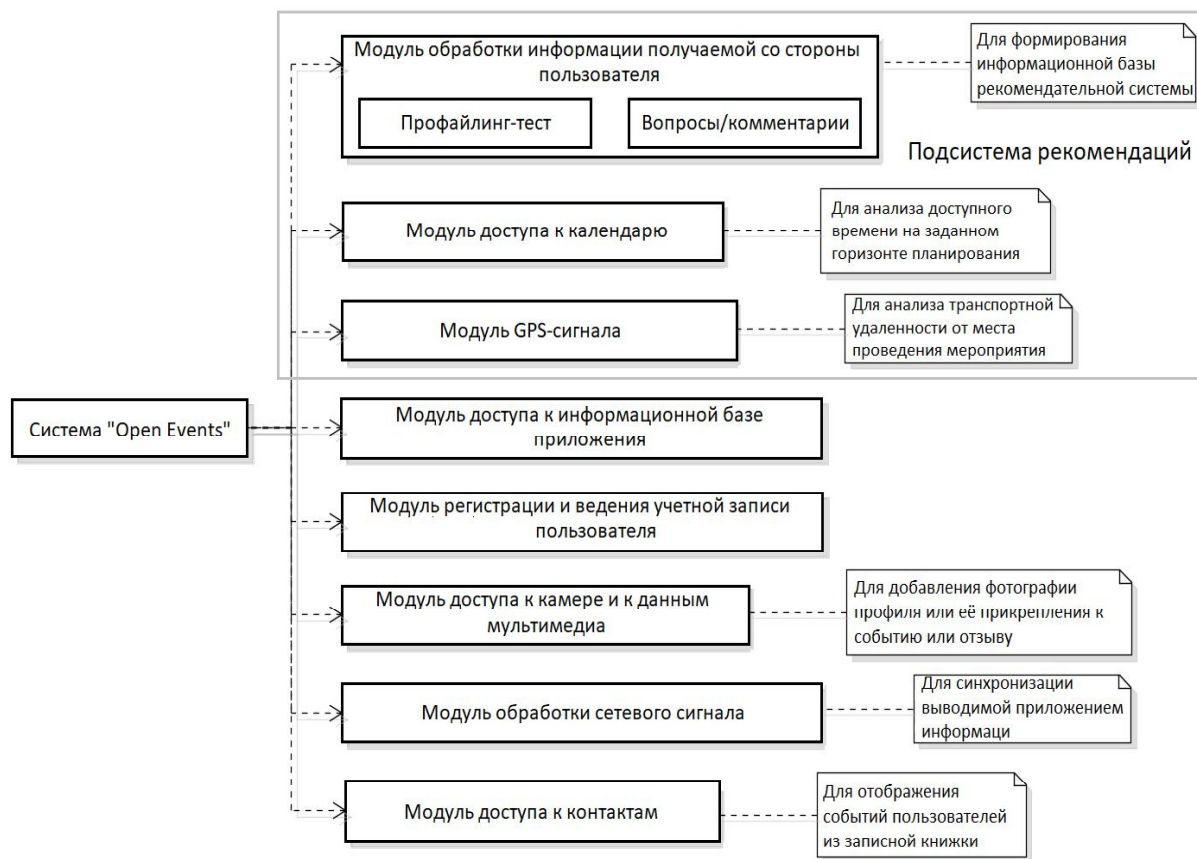 Модуль обработки информации получаемой со стороны
пользователя
Профайлинг-тест
Вопросы/комментарии
Для формирования
информационной базы
рекомендательной системы
Подсистема рекомендаций
Модуль доступа к календарю
Для анализа доступного
времени на заданном
горизонте планирования
Модуль GPS-сигнала
Для анализа транспортной
удаленности от места
проведения мероприятия
Система "Open Events"
Модуль доступа к информационной базе
приложения
Модуль регистрации и ведения учетной записи
пользователя
Модуль доступа к камере и к данным
мультимедиа
Для добавления фотографии
профиля или её прикрепления к
событию или отзыву
Модуль обработки сетевого сигнала
Для синхронизации
выводимой приложением
информаци
Модуль доступа к контактам
Для отображения
событий пользователей
из записной книжки